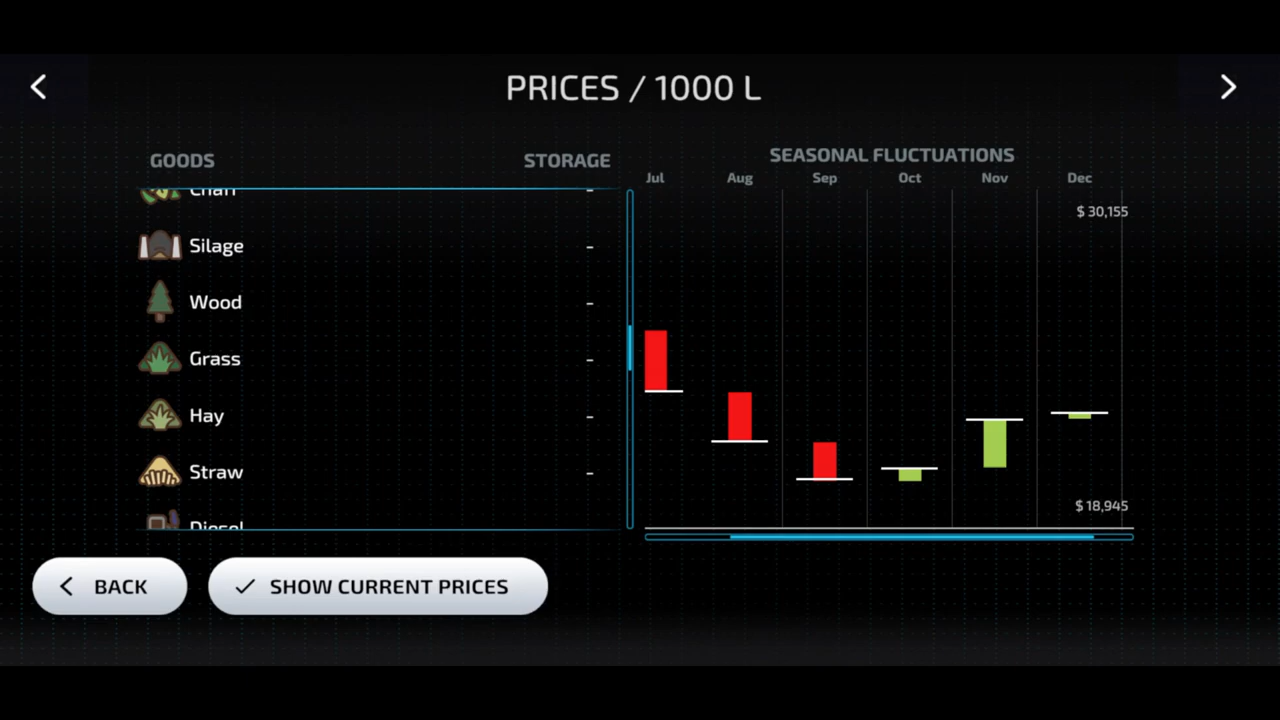 PRICES / 1000 L
GOODS
STORAGE
SEASONAL FLUCTUATIONS
Jul Aug Sep Oct Nov Dec
$ 30,155
Silage -
Wood -
Grass -
Hay -
Straw -
Diesel
$ 18,945
BACK
SHOW CURRENT PRICES